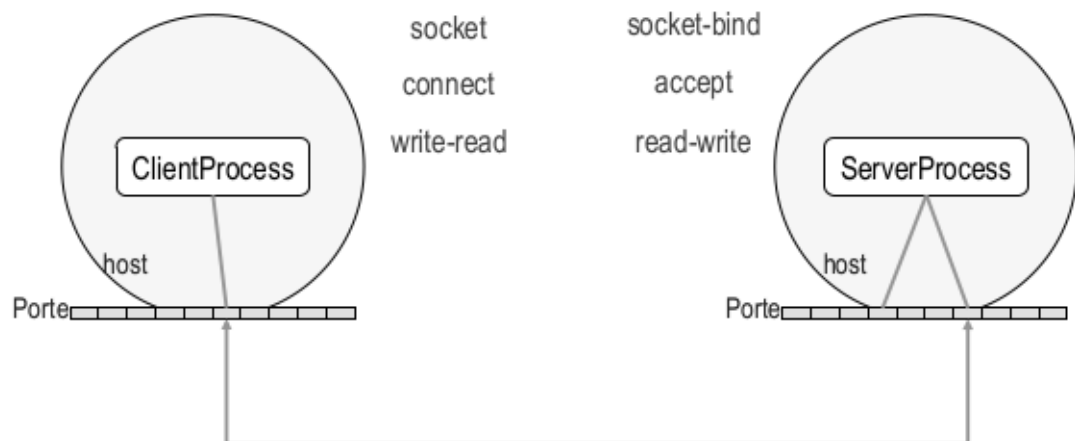 socket
socket-bind
connect
accept
write-read
read-write
ClientProcess
ServerProcess
host
host
Porte
Porte